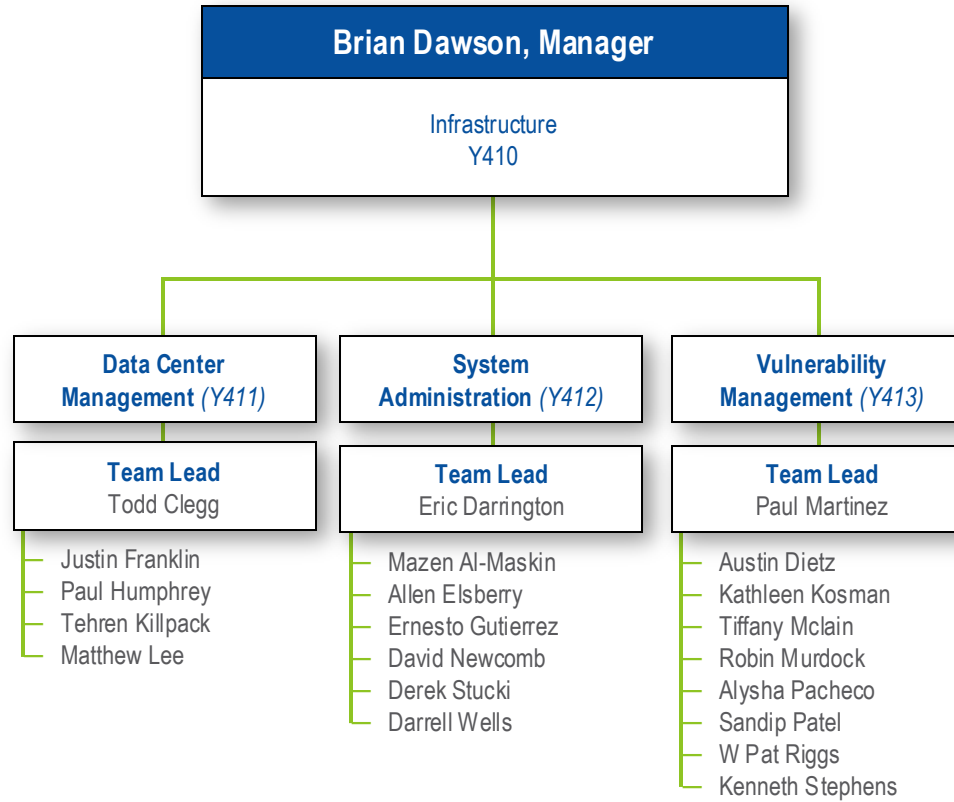 Brian Dawson, Manager
Infrastructure
Y410
Data Center
Management (Y411)
Team Lead
Todd Clegg
Justin Franklin
Paul Humphrey
Tehren Killpack
Matthew Lee
System
Administration (Y412)
Team Lead
Eric Darrington
Mazen Al-Maskin
Allen Elsberry
Ernesto Gutierrez
David Newcomb
Derek Stucki
Darrell Wells
Vulnerability
Management (Y413)
Team Lead
Paul Martinez
Austin Dietz
Kathleen Kosman
Tiffany Mclain
Robin Murdock
Alysha Pacheco
Sandip Patel
W Pat Riggs
Kenneth Stephens